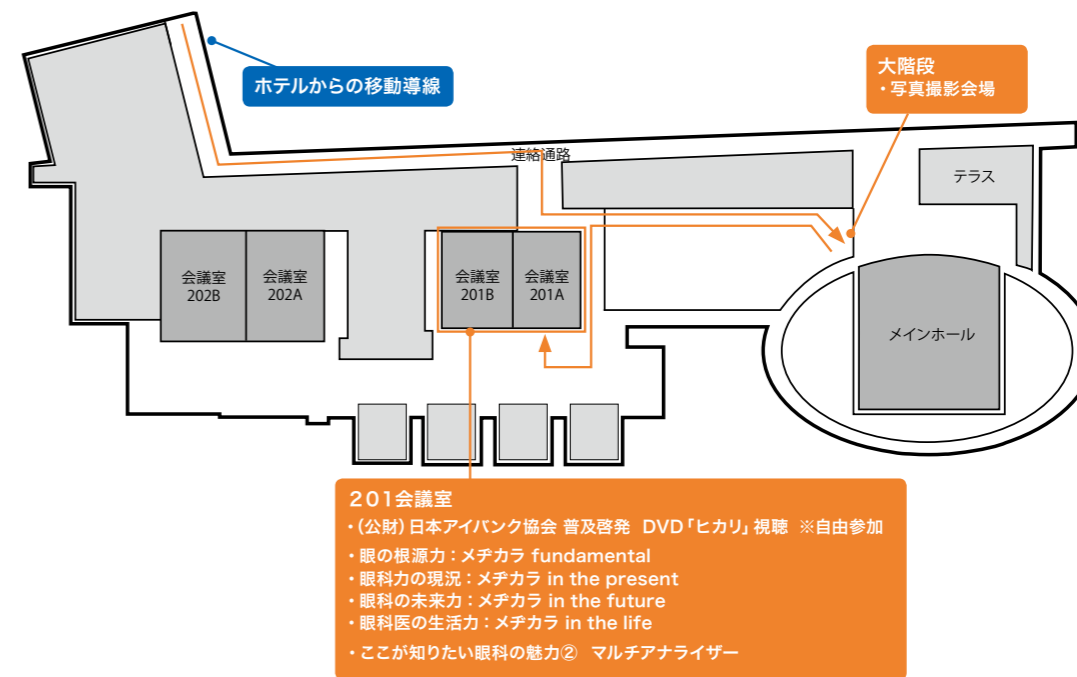 ホテルからの移動導線
大階段
・写真撮影会場
連絡通路
テラス
会議室
202B
会議室
202A
会議室
201B
会議室
201A
メインホール
201会議室
・(公財)日本アイバンク協会 普及啓発 DVD「ヒカリ」視聴 ※自由参加
・眼の根源力：メヂカラ fundamental
・眼科力の現況：メヂカラ in the present
・眼科の未来力：メヂカラ in the future
・眼科医の生活力：メヂカラ in the life
・ここが知りたい眼科の魅力② マルチアナライザー